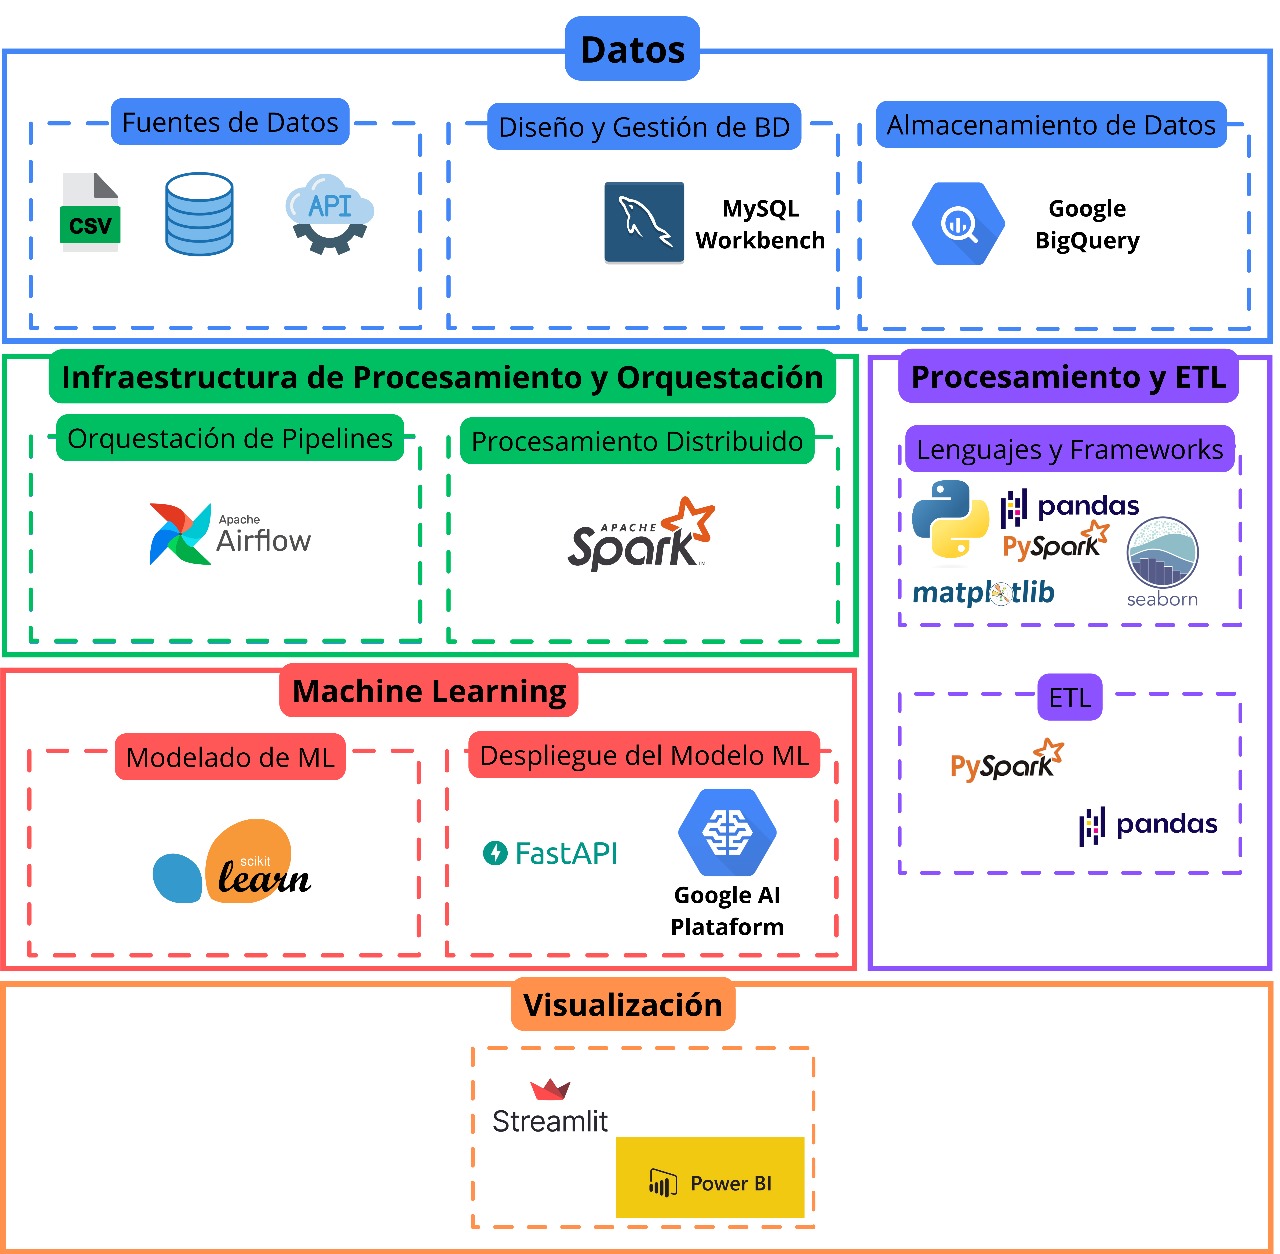 Datos
Fuentes de Datos
Diseño y Gestión de BD
Almacenamiento de Datos
CSV
API
MySQL
Workbench
Google
BigQuery
Infraestructura de Procesamiento y Orquestación
Procesamiento y ETL
Orquestación de Pipelines
Procesamiento Distribuido
Lenguajes y Frameworks
Apache
Airflow
APACHE
Spark
pandas
PySpark
matplotlib
seaborn
Machine Learning
ETL
Modelado de ML
Despliegue del Modelo ML
PySpark
pandas
scikit
learn
FastAPI
Google AI
Plataform
Visualización
Streamlit
Power BI